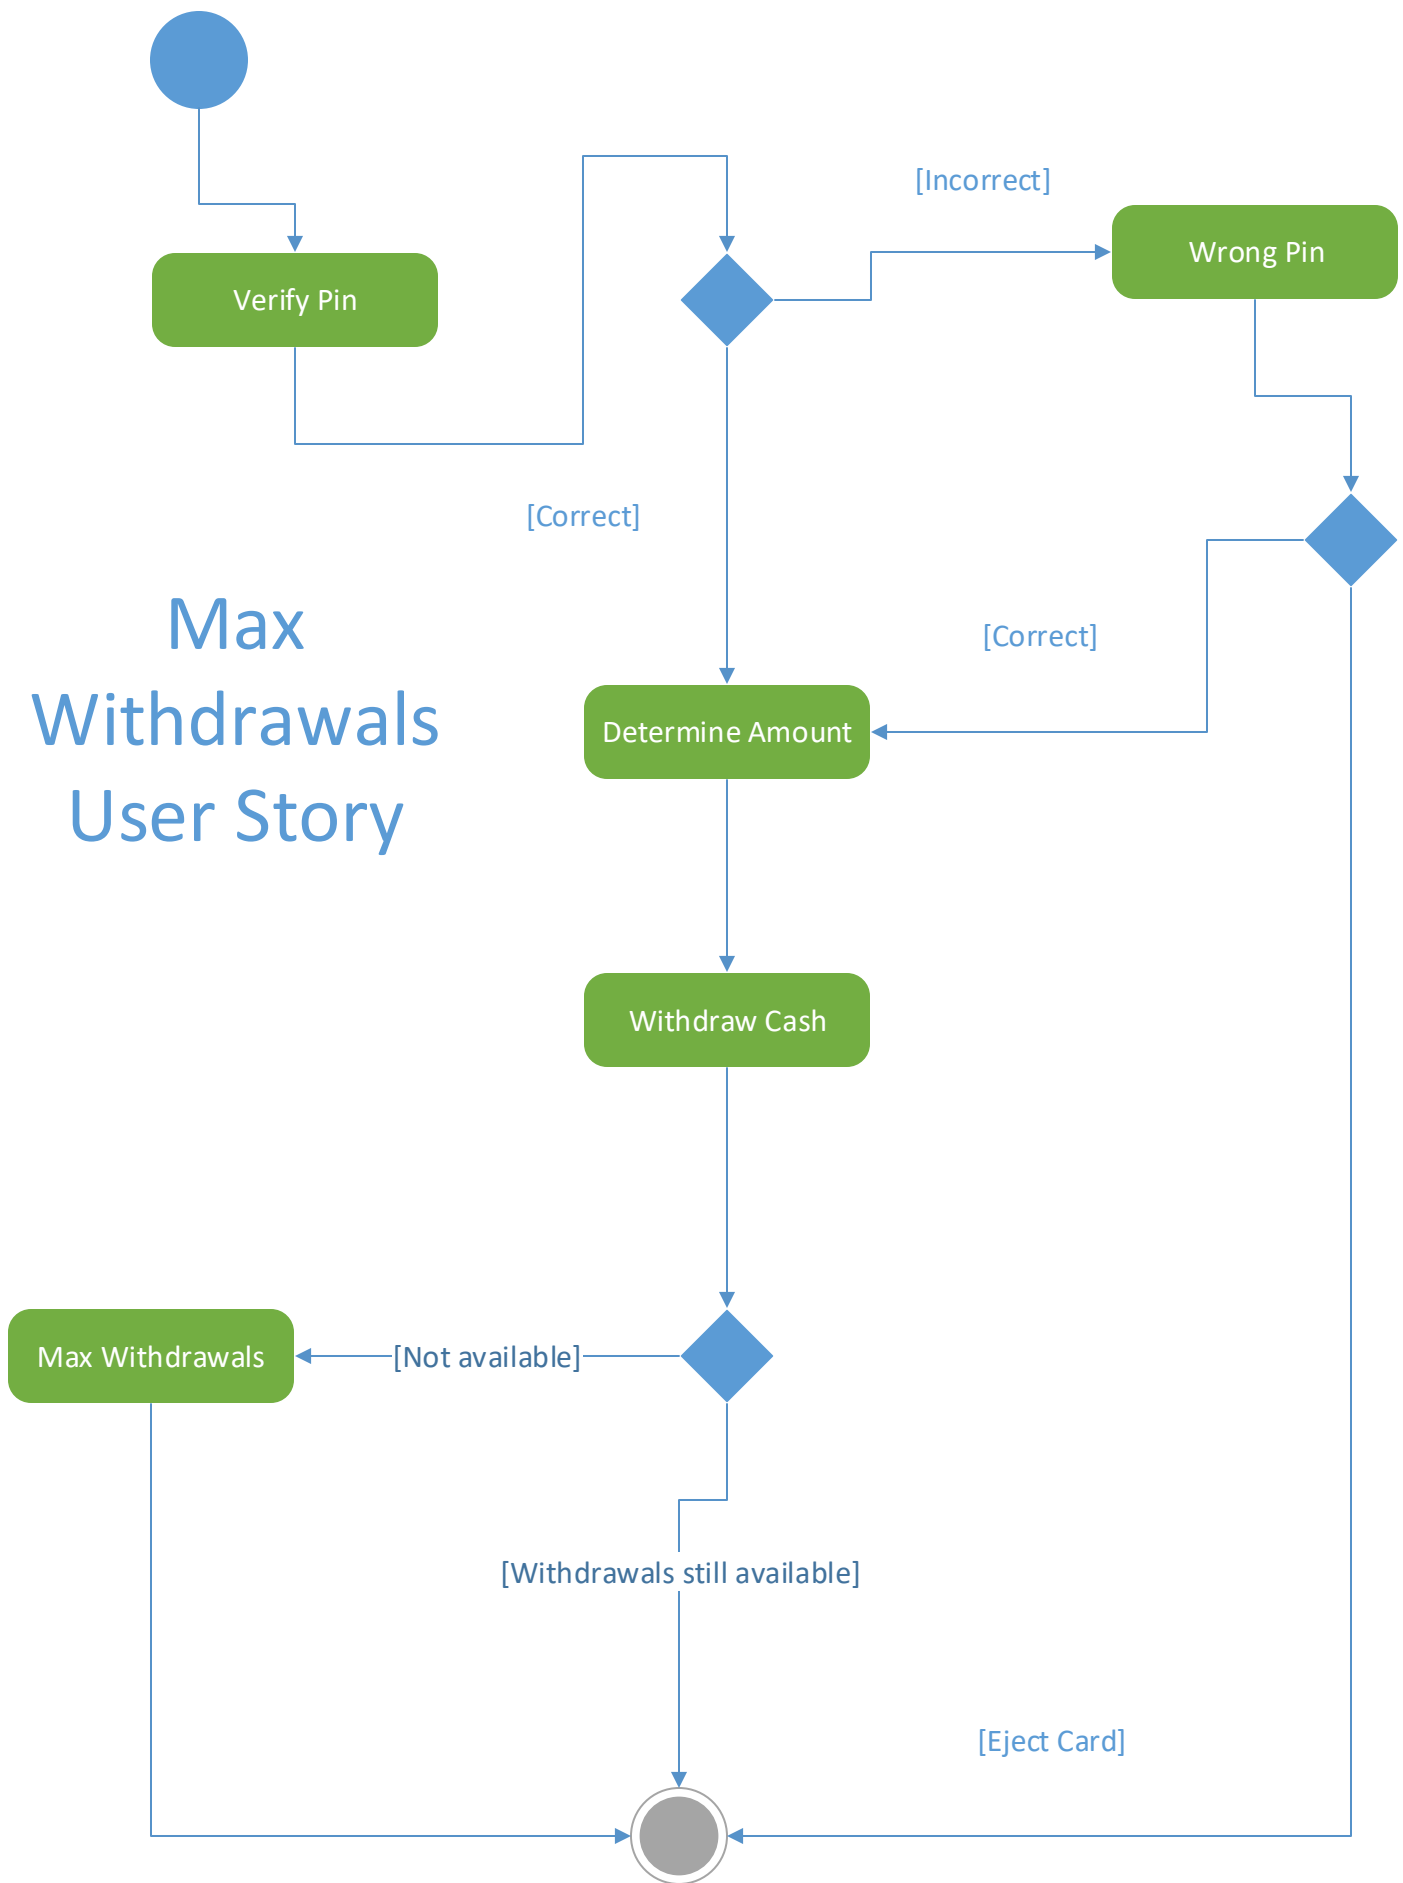 [Incorrect]
Wrong Pin
Verify Pin
[Correct]
Max
Withdrawals
User Story
[Correct]
Determine Amount
Withdraw Cash
Max Withdrawals
[Not available]
[Withdrawals still available]
[Eject Card]